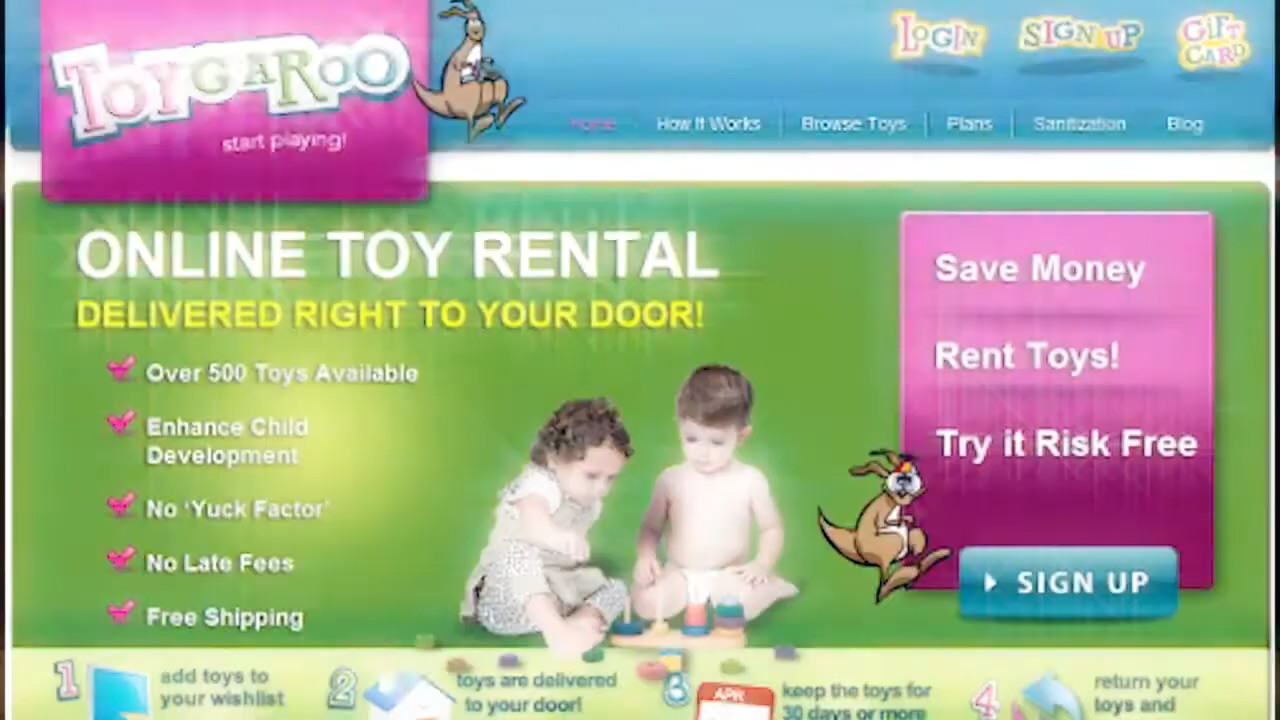 TOYGAROO
start playing!
LOGIN
SIGN UP
GIFT CARD
Home
How It Works
Browse Toys
Plans
Sanitization
Blog
ONLINE TOY RENTAL
DELIVERED RIGHT TO YOUR DOOR!
Over 500 Toys Available
Enhance Child
Development
No 'Yuck Factor'
No Late Fees
Free Shipping
Save Money
Rent Toys!
Try it Risk Free
SIGN UP
1
add toys to
your wishlist
2
toys are delivered
to your door!
3
APR
keep the toys for
30 days or more
4
return your
toys and